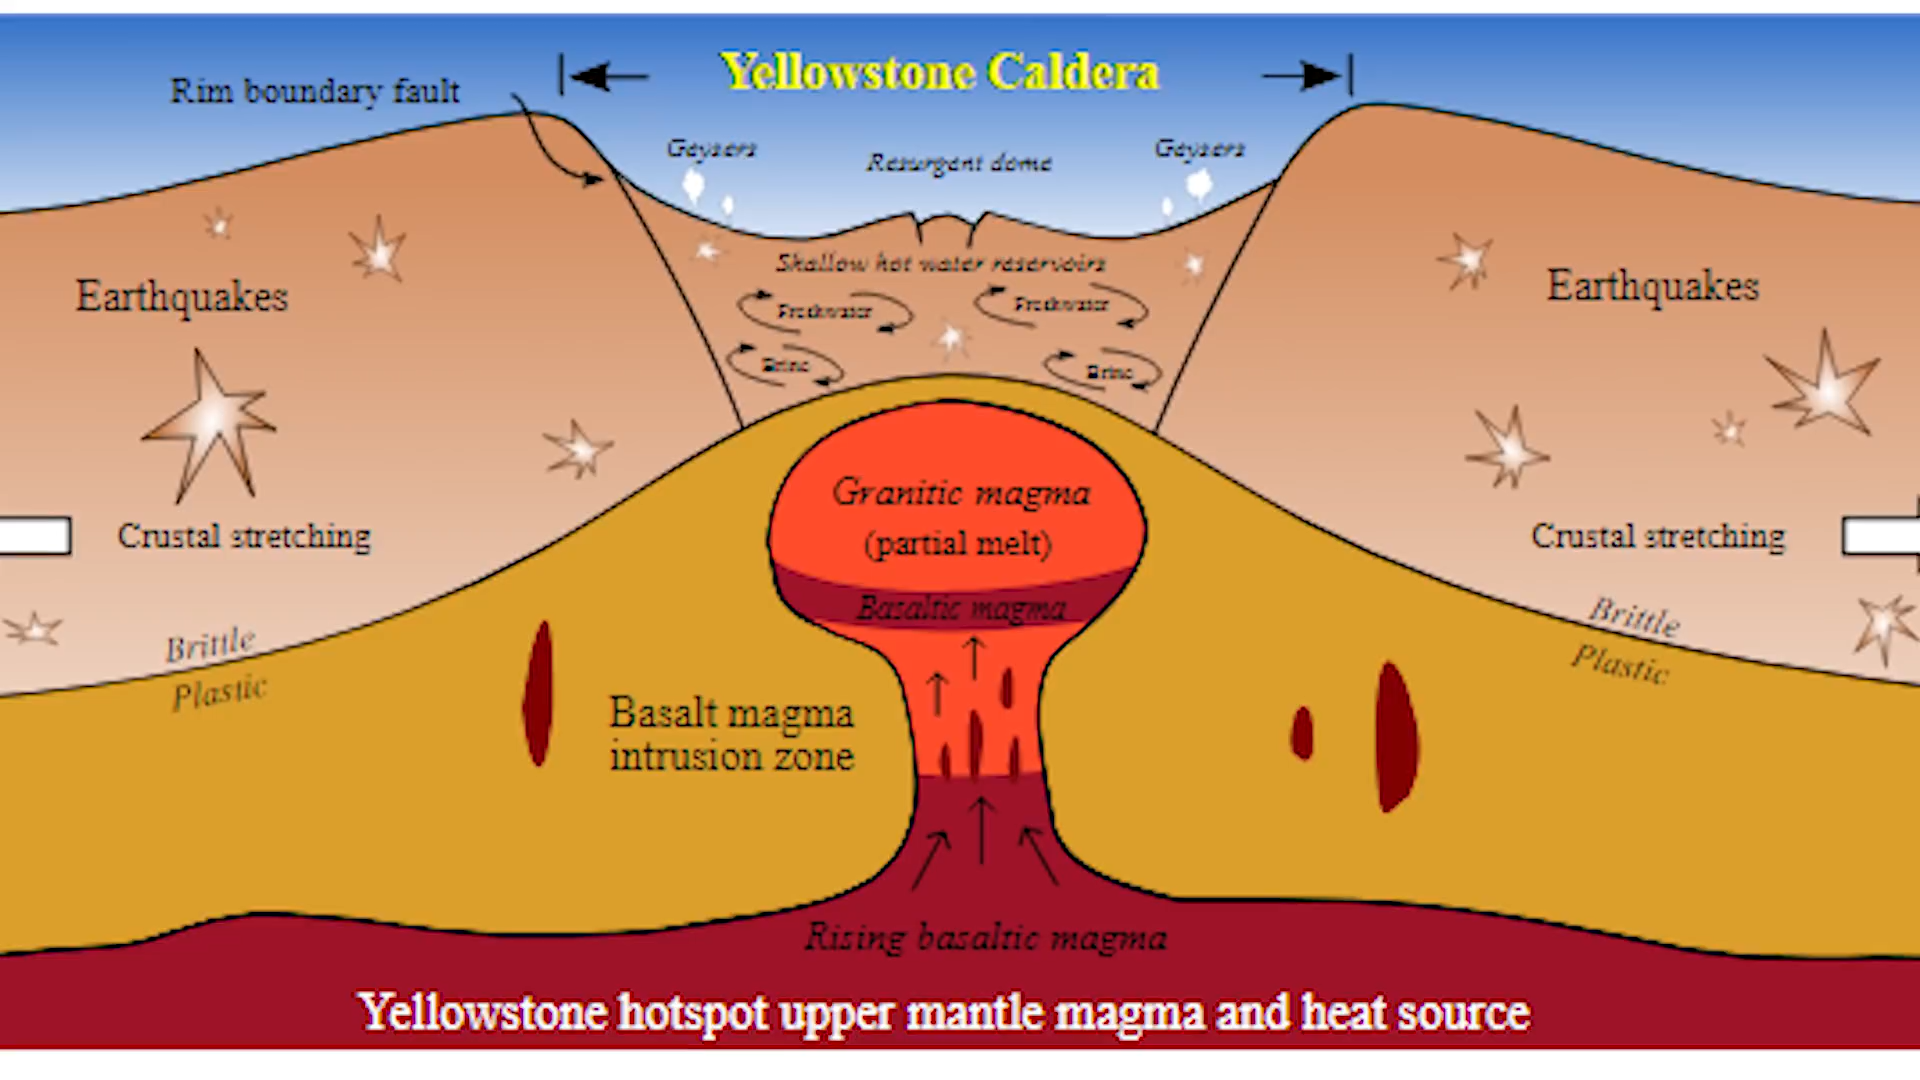 Yellowstone Caldera
Rim boundary fault
Geysers
Resurgent dome
Geysers
Shallow hot water reservoirs
Freshwater
Freshwater
Brine
Brine
Earthquakes
Earthquakes
Granitic magma
(partial melt)
Crustal stretching
Crustal stretching
Basaltic magma
Brittle
Plastic
Brittle
Plastic
Basalt magma
intrusion zone
Rising basaltic magma
Yellowstone hotspot upper mantle magma and heat source